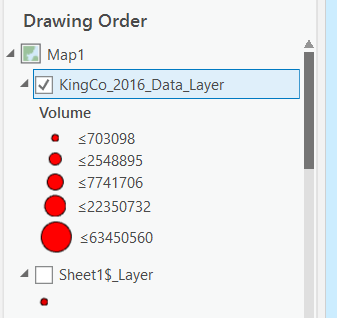 Drawing Order
Map1
KingCo_2016_Data_Layer
Volume
≤703098
≤2548895
≤7741706
≤22350732
≤63450560
Sheet1$_Layer